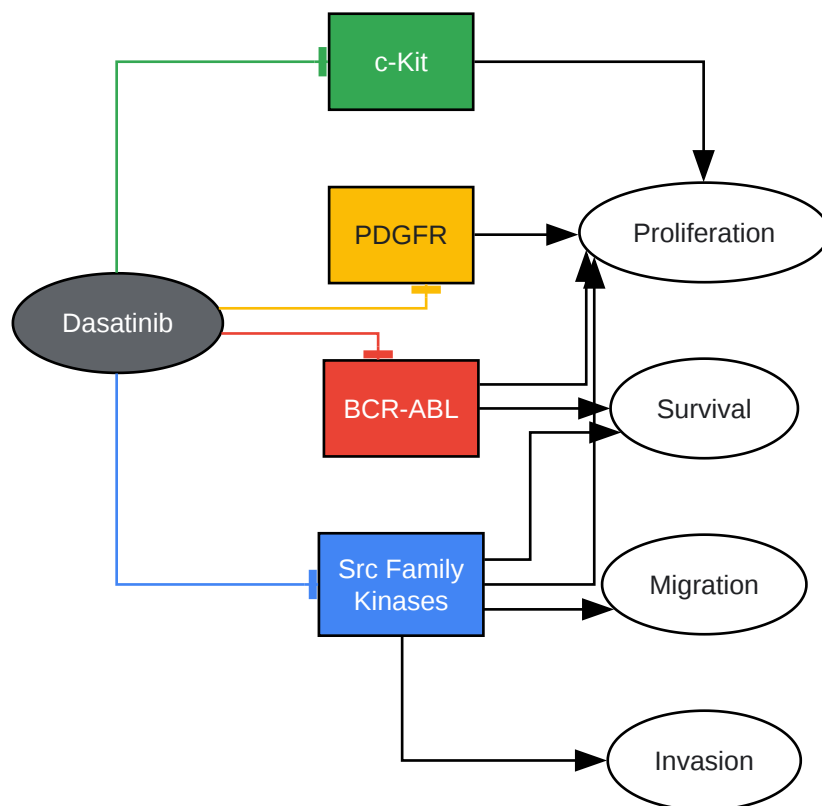 c-Kit
PDGFR
Proliferation
Dasatinib
BCR-ABL
Survival
Src Family
Kinases
Migration
Invasion